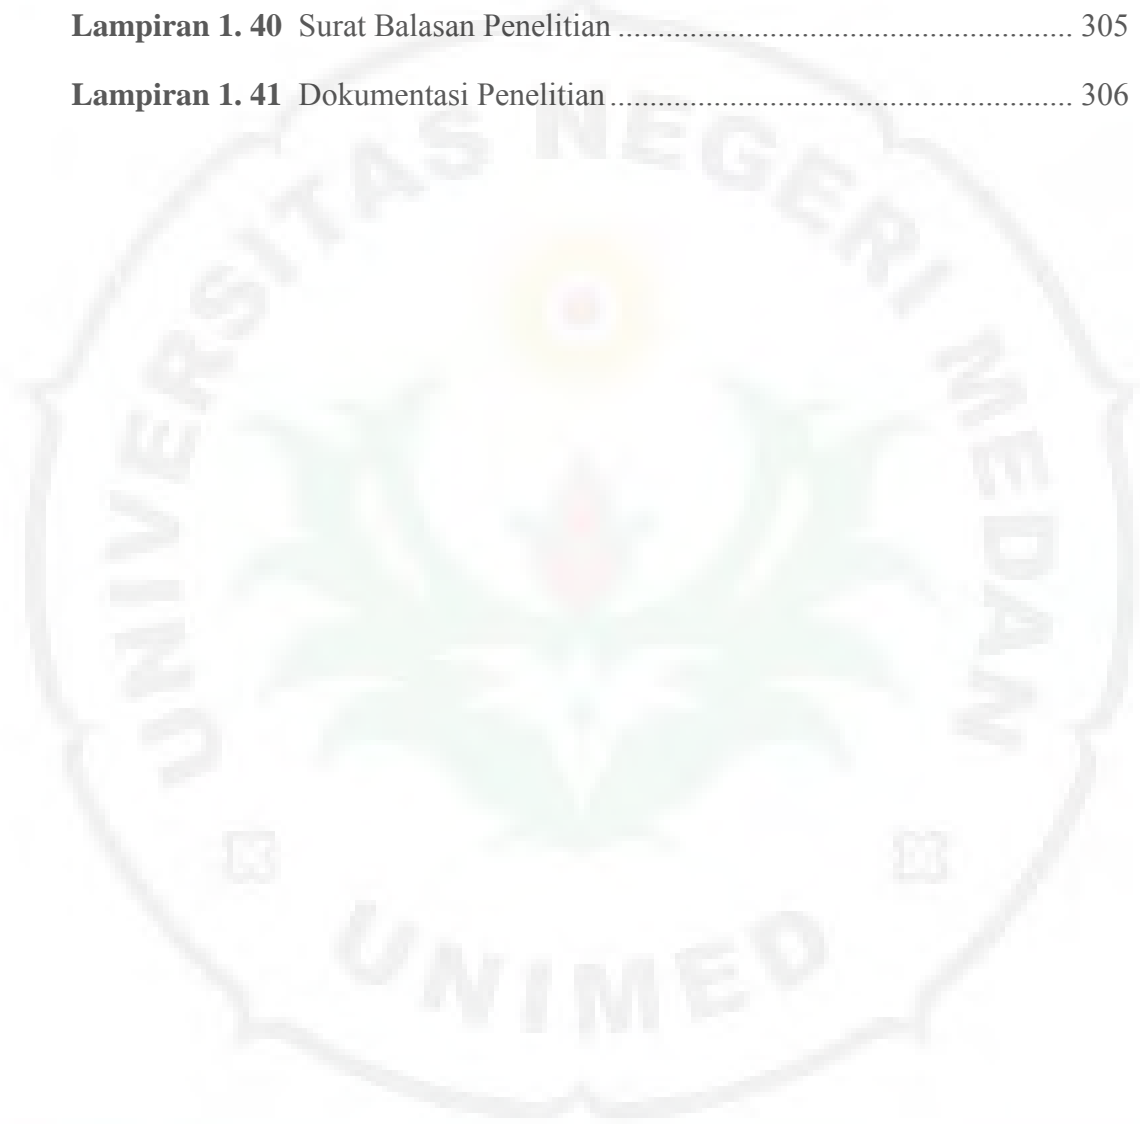 Lampiran 1. 40 Surat Balasan Penelitian ................................................................ 305
Lampiran 1. 41 Dokumentasi Penelitian ................................................................ 306
UNIVERSITAS NEGERI MEDAN
UNIMED